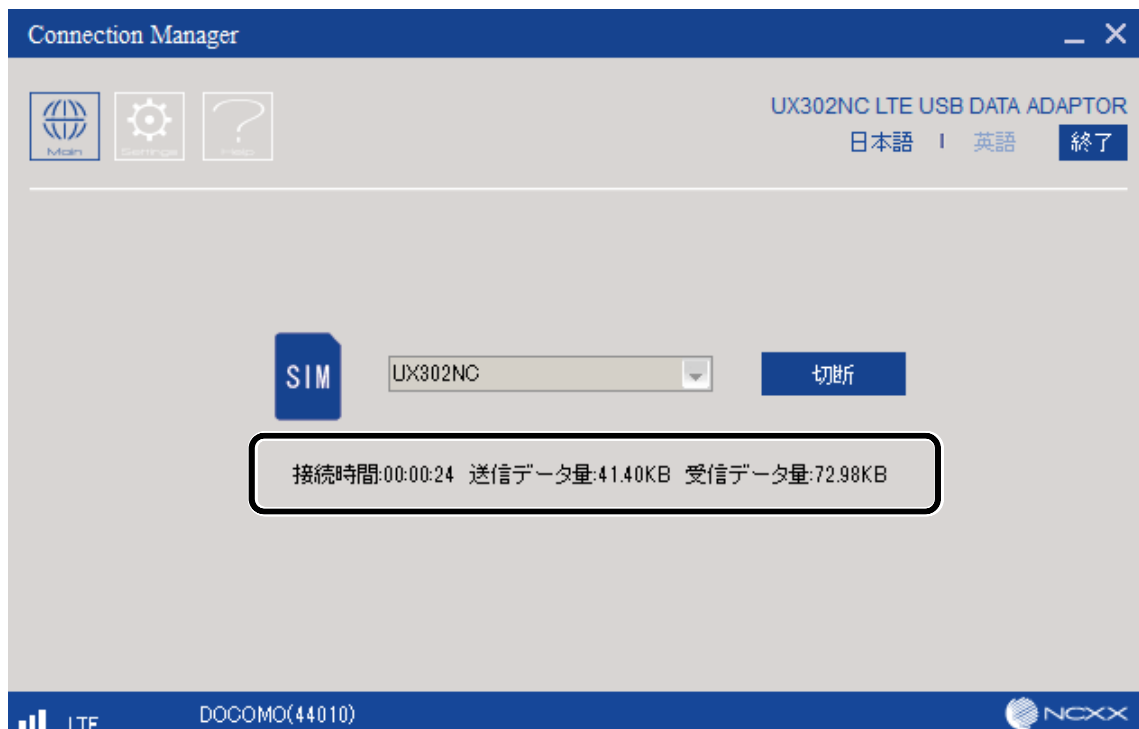 Connection Manager
UX302NC LTE USB DATA ADAPTOR
Main
Settings
Help
日本語 | 英語 終了
SIM UX302NC 切断
接続時間:00:00:24 送信データ量:41.40KB 受信データ量:72.98KB
LTE DOCOMO(44010) NCXX